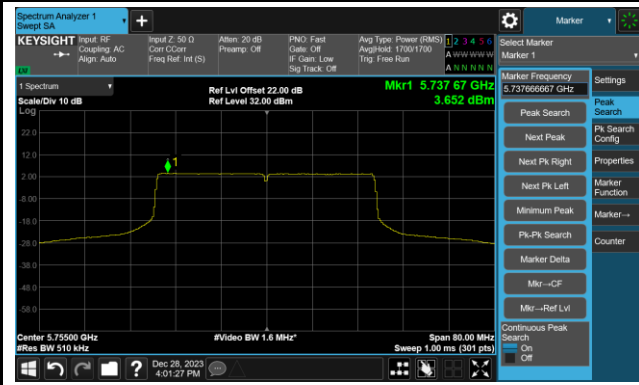 Spectrum Analyzer 1
Swept SA
+
Marker
KEYSIGHT
Input: RF
Coupling: AC
Align: Auto
Input Z: 50 Ω
Corr CCorr
Freq Ref: Int (S)
Atten: 20 dB
Preamp: Off
PNO: Fast
Gate: Off
IF Gain: Low
Sig Track: Off
Avg Type: Power (RMS)
Avg|Hold: 1700/1700
Trig: Free Run
1 2 3 4 5 6
A W W W W W
A N N N N N
LXI
Select Marker
Marker 1
1 Spectrum
Scale/Div 10 dB
Log
Ref Lvl Offset 22.00 dB
Ref Level 32.00 dBm
Mkr1 5.737 67 GHz
3.652 dBm
22.0
12.0
2.00
-8.00
-18.0
-28.0
-38.0
-48.0
-58.0
1
Center 5.75500 GHz
#Res BW 510 kHz
#Video BW 1.6 MHz*
Span 80.00 MHz
Sweep 1.00 ms (301 pts)
Marker Frequency
5.737666667 GHz
Peak Search
Next Peak
Next Pk Right
Next Pk Left
Minimum Peak
Pk-Pk Search
Marker Delta
Mkr→CF
Mkr→Ref Lvl
Continuous Peak
Search
On
Off
Settings
Peak
Search
Pk Search
Config
Properties
Marker
Function
Marker→
Counter
?
Dec 28, 2023
4:01:27 PM